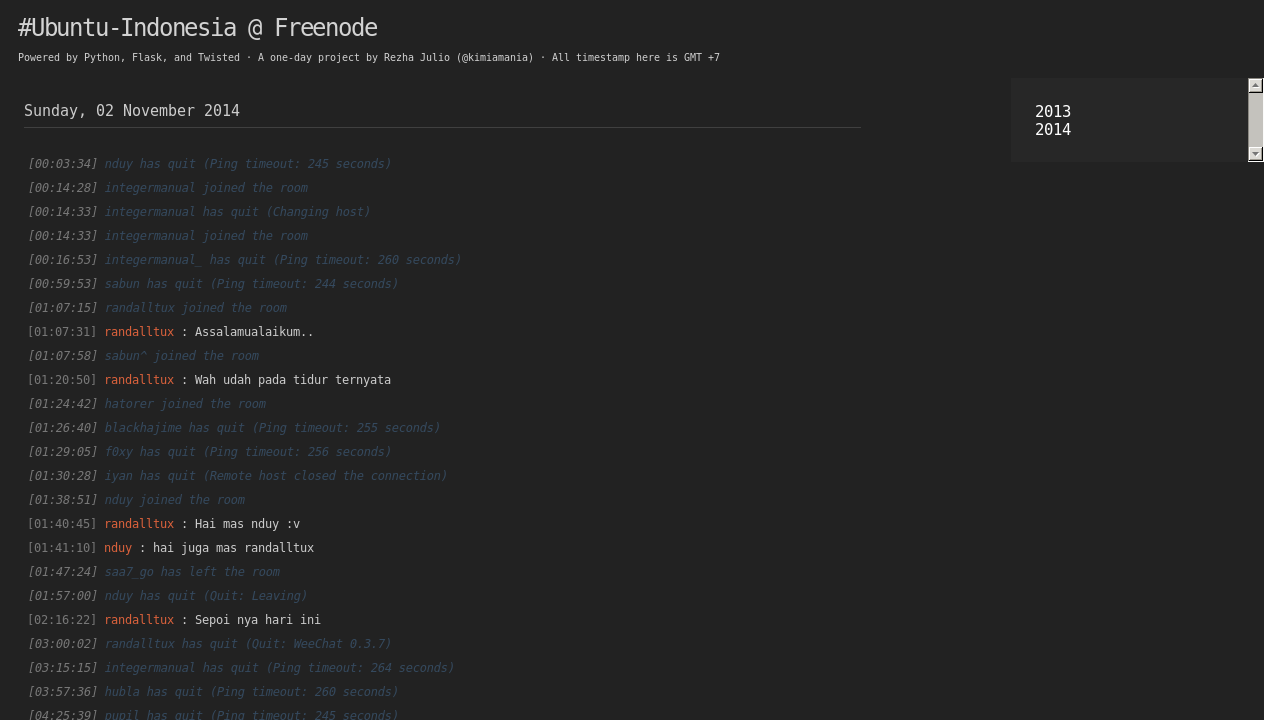 #Ubuntu-Indonesia @ Freenode
Powered by Python, Flask, and Twisted · A one-day project by Rezha Julio (@kimiamania) · All timestamp here is GMT +7
Sunday, 02 November 2014
2013
2014
[00:03:34] nduy has quit (Ping timeout: 245 seconds)
[00:14:28] integermanual joined the room
[00:14:33] integermanual has quit (Changing host)
[00:14:33] integermanual joined the room
[00:16:53] integermanual_ has quit (Ping timeout: 260 seconds)
[00:59:53] sabun has quit (Ping timeout: 244 seconds)
[01:07:15] randalltux joined the room
[01:07:31] randalltux : Assalamualaikum..
[01:07:58] sabun^ joined the room
[01:20:50] randalltux : Wah udah pada tidur ternyata
[01:24:42] hatorer joined the room
[01:26:40] blackhajime has quit (Ping timeout: 255 seconds)
[01:29:05] f0xy has quit (Ping timeout: 256 seconds)
[01:30:28] iyan has quit (Remote host closed the connection)
[01:38:51] nduy joined the room
[01:40:45] randalltux : Hai mas nduy :v
[01:41:10] nduy : hai juga mas randalltux
[01:47:24] saa7_go has left the room
[01:57:00] nduy has quit (Quit: Leaving)
[02:16:22] randalltux : Sepoi nya hari ini
[03:00:02] randalltux has quit (Quit: WeeChat 0.3.7)
[03:15:15] integermanual has quit (Ping timeout: 264 seconds)
[03:57:36] hubla has quit (Ping timeout: 260 seconds)
[04:25:39] pupil has quit (Ping timeout: 245 seconds)